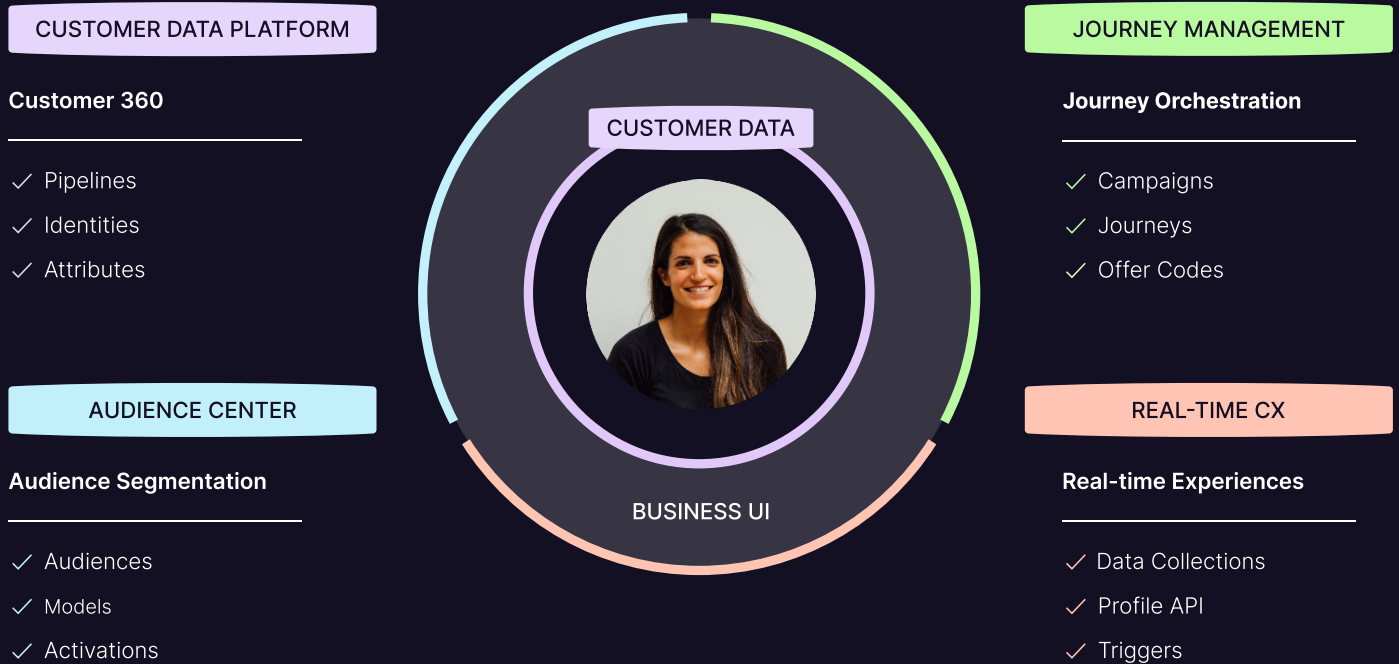 CUSTOMER DATA PLATFORM
Customer 360
Pipelines
Identities
Attributes
AUDIENCE CENTER
Audience Segmentation
Audiences
Models
Activations
CUSTOMER DATA
BUSINESS UI
JOURNEY MANAGEMENT
Journey Orchestration
Campaigns
Journeys
Offer Codes
REAL-TIME CX
Real-time Experiences
Data Collections
Profile API
Triggers